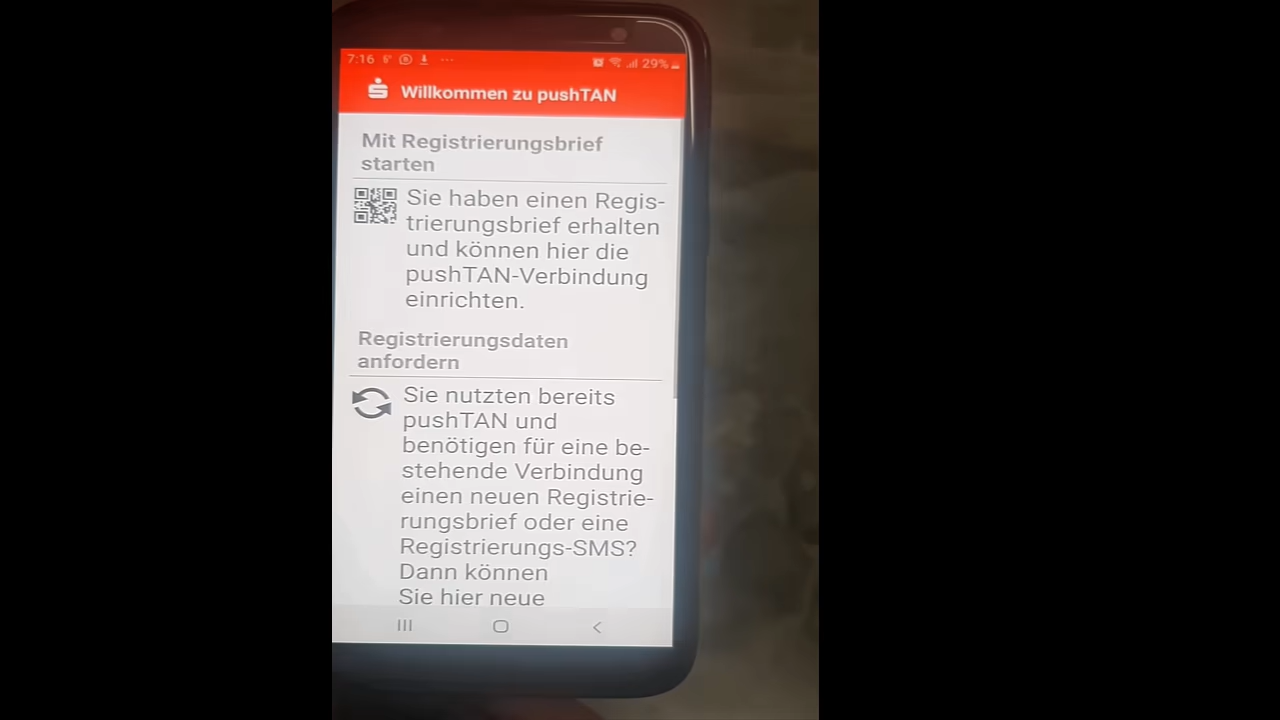 7:16 6° 29%
Willkommen zu pushTAN
Mit Registrierungsbrief
starten
Sie haben einen Regis-
trierungsbrief erhalten
und können hier die
pushTAN-Verbindung
einrichten.
Registrierungsdaten
anfordern
Sie nutzten bereits
pushTAN und
benötigen für eine be-
stehende Verbindung
einen neuen Registrie-
rungsbrief oder eine
Registrierungs-SMS?
Dann können
Sie hier neue